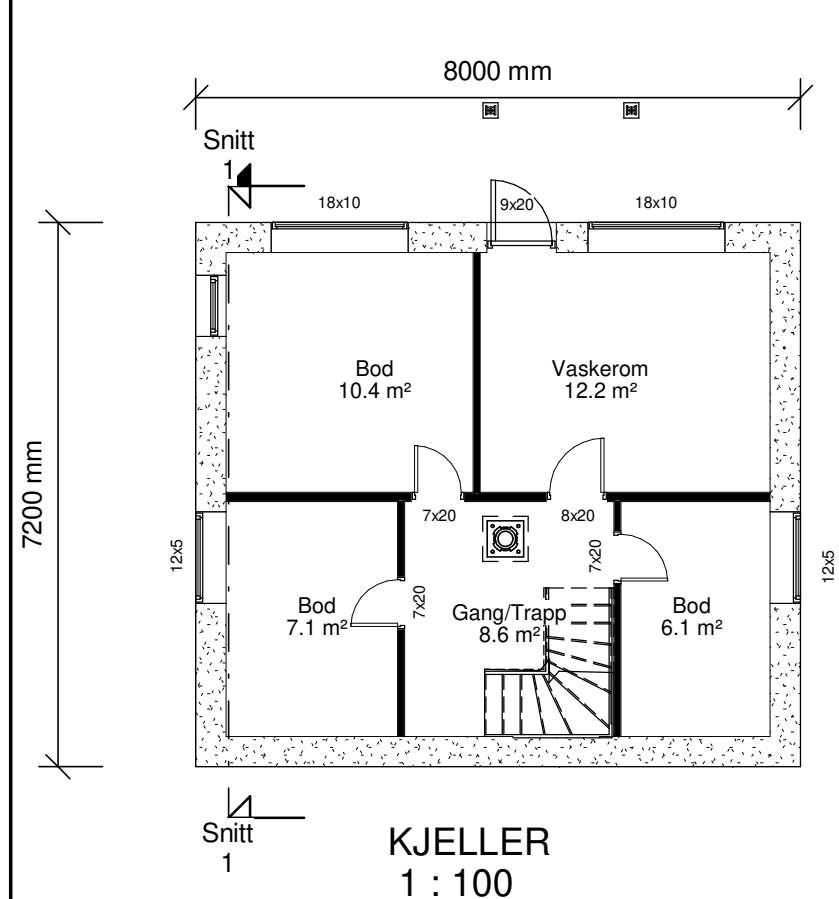 8000 mm
Snitt
1
18x10
9x20
18x10
Bod
10.4 m²
Vaskerom
12.2 m²
7200 mm
7x20
8x20
12x5
7x20
7x20
12x5
Bod
7.1 m²
Gang/Trapp
8.6 m²
Bod
6.1 m²
Snitt
1
KJELLER
1 : 100